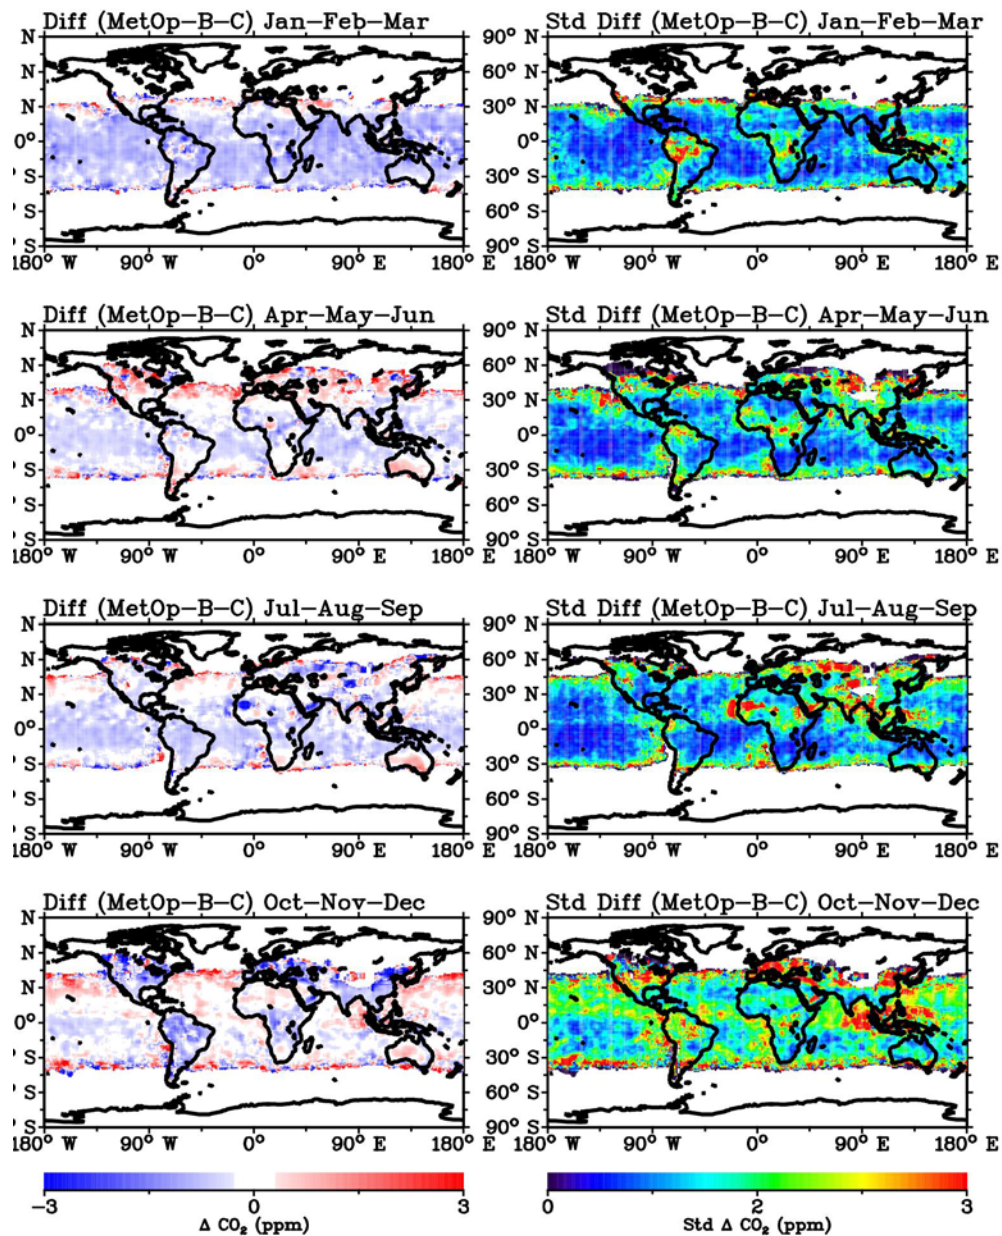 Diff (MetOp-B-C) Jan-Feb-Mar Std Diff (MetOp-B-C) Jan-Feb-Mar
N 90° N
N 60° N
N 30° N
0° 0°
S 30° S
S 60° S
S 90° S
180° W 90° W 0° 90° E 180° E 180° W 90° W 0° 90° E 180° E
Diff (MetOp-B-C) Apr-May-Jun Std Diff (MetOp-B-C) Apr-May-Jun
N 90° N
N 60° N
N 30° N
0° 0°
S 30° S
S 60° S
S 90° S
180° W 90° W 0° 90° E 180° E 180° W 90° W 0° 90° E 180° E
Diff (MetOp-B-C) Jul-Aug-Sep Std Diff (MetOp-B-C) Jul-Aug-Sep
N 90° N
N 60° N
N 30° N
0° 0°
S 30° S
S 60° S
S 90° S
180° W 90° W 0° 90° E 180° E 180° W 90° W 0° 90° E 180° E
Diff (MetOp-B-C) Oct-Nov-Dec Std Diff (MetOp-B-C) Oct-Nov-Dec
N 90° N
N 60° N
N 30° N
0° 0°
S 30° S
S 60° S
S 90° S
180° W 90° W 0° 90° E 180° E 180° W 90° W 0° 90° E 180° E
-3 0 3 0 2 3
Δ CO₂ (ppm) Std Δ CO₂ (ppm)